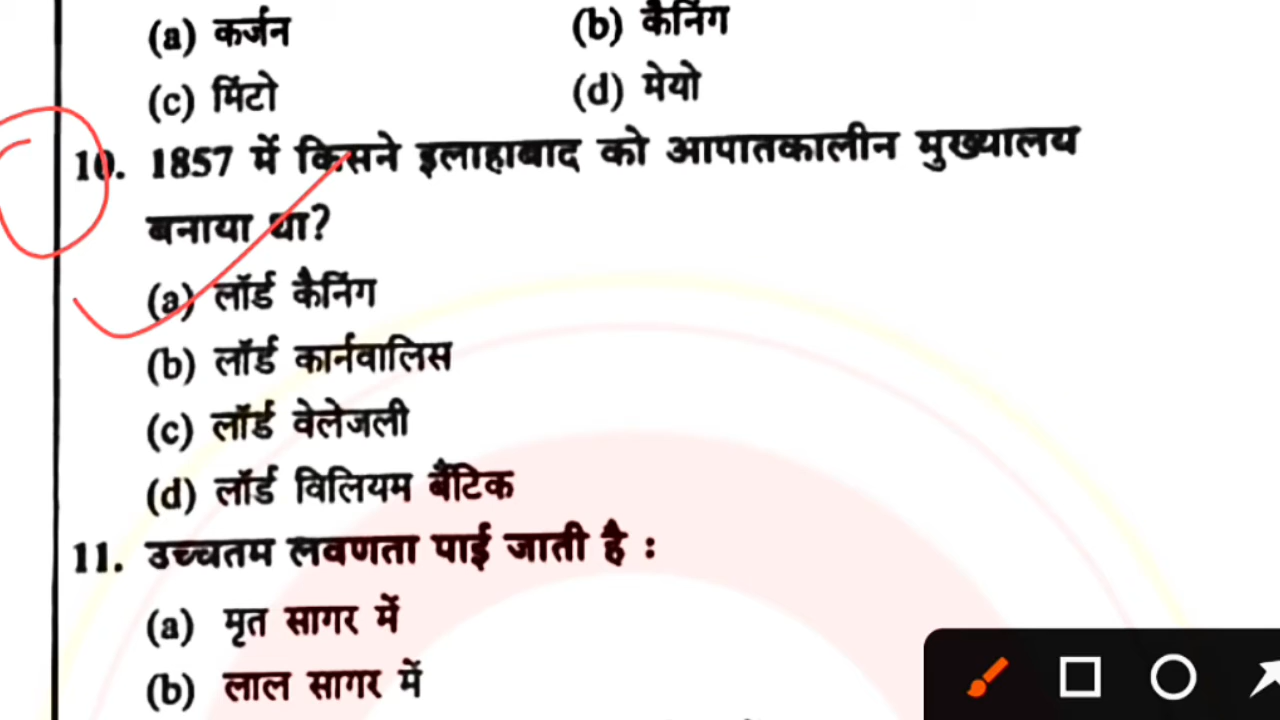 (a) कर्जन (b) कैनिंग
(c) मिंटो (d) मेयो
10. 1857 में किसने इलाहाबाद को आपातकालीन मुख्यालय
बनाया था?
(a) लॉर्ड कैनिंग
(b) लॉर्ड कार्नवालिस
(c) लॉर्ड वेलेजली
(d) लॉर्ड विलियम बैंटिक
11. उच्चतम लवणता पाई जाती है :
(a) मृत सागर में
(b) लाल सागर में